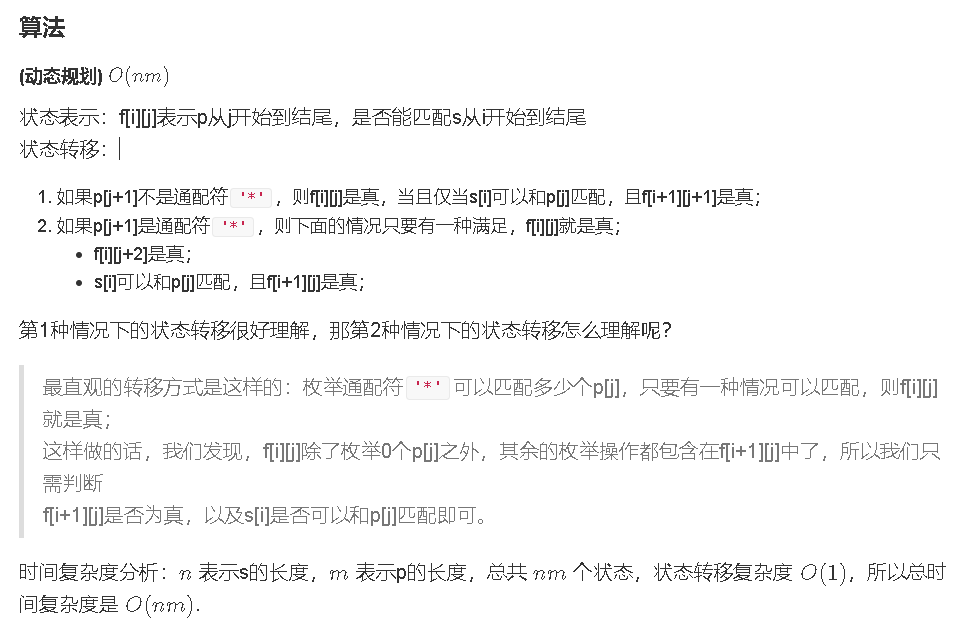 算法
(动态规划) O(nm)
状态表示：f[i][j]表示p从j开始到结尾，是否能匹配s从i开始到结尾
状态转移：
1. 如果p[j+1]不是通配符 '*' ，则f[i][j]是真，当且仅当s[i]可以和p[j]匹配，且f[i+1][j+1]是真；
2. 如果p[j+1]是通配符 '*' ，则下面的情况只要有一种满足，f[i][j]就是真；
• f[i][j+2]是真；
• s[i]可以和p[j]匹配，且f[i+1][j]是真；
第1种情况下的状态转移很好理解，那第2种情况下的状态转移怎么理解呢？
最直观的转移方式是这样的：枚举通配符 '*' 可以匹配多少个p[j]，只要有一种情况可以匹配，则f[i][j]
就是真；
这样做的话，我们发现，f[i][j]除了枚举0个p[j]之外，其余的枚举操作都包含在f[i+1][j]中了，所以我们只
需判断
f[i+1][j]是否为真，以及s[i]是否可以和p[j]匹配即可。
时间复杂度分析：n 表示s的长度，m 表示p的长度，总共 nm 个状态，状态转移复杂度 O(1)，所以总时
间复杂度是 O(nm).